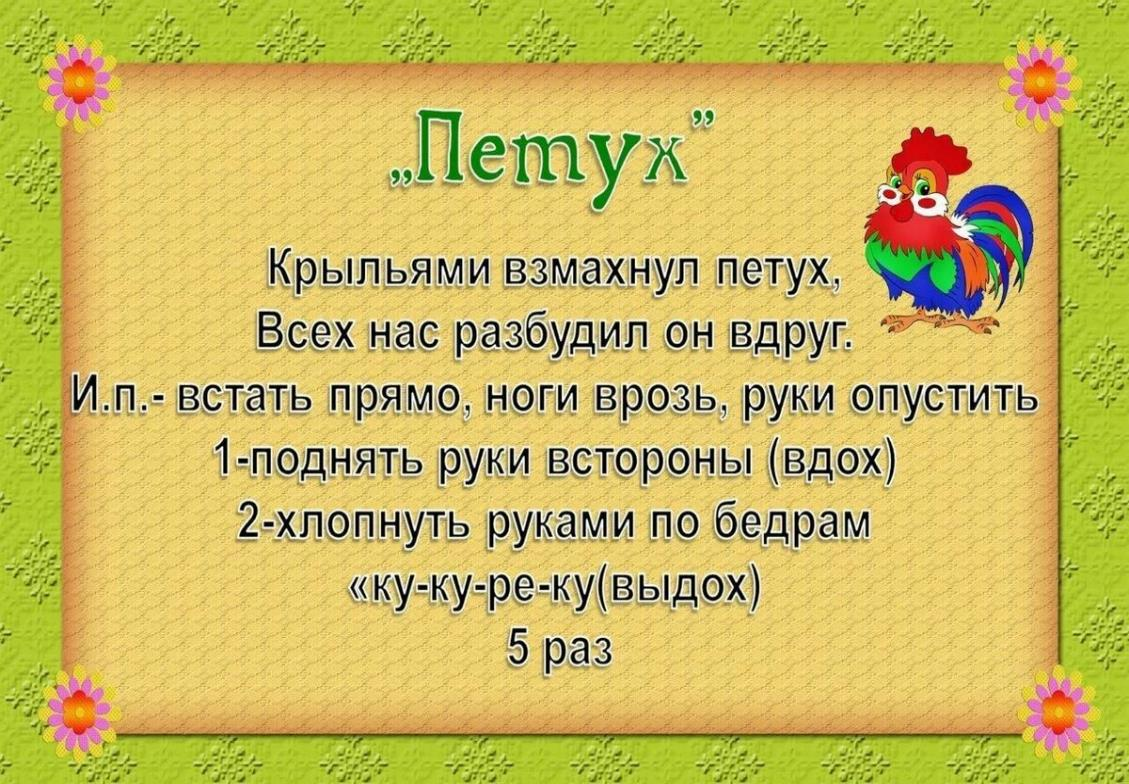 „Петух”
Крыльями взмахнул петух,
Всех нас разбудил он вдруг.
И.п.- встать прямо, ноги врозь, руки опустить
1-поднять руки встороны (вдох)
2-хлопнуть руками по бедрам
«ку-ку-ре-ку(выдох)
5 раз